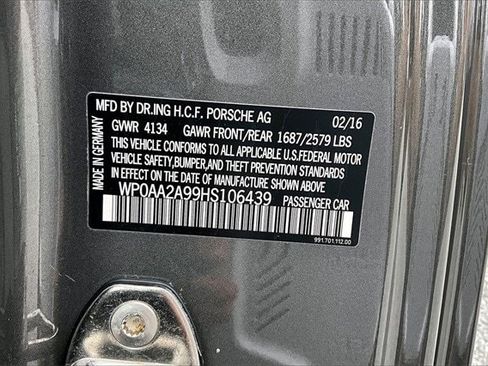 MFD BY DR.ING H.C.F. PORSCHE AG 02/16
GVWR 4134 GAWR FRONT/REAR 1687/2579 LBS
THIS VEHICLE CONFORMS TO ALL APPLICABLE U.S.FEDERAL MOTOR
VEHICLE SAFETY,BUMPER,AND THEFT PREVENTION STANDARDS
IN EFFECT ON THE DATE OF MANUFACTURE SHOWN ABOVE.
WP0AA2A99HS106439 PASSENGER CAR
991.701.112.00
MADE IN GERMANY